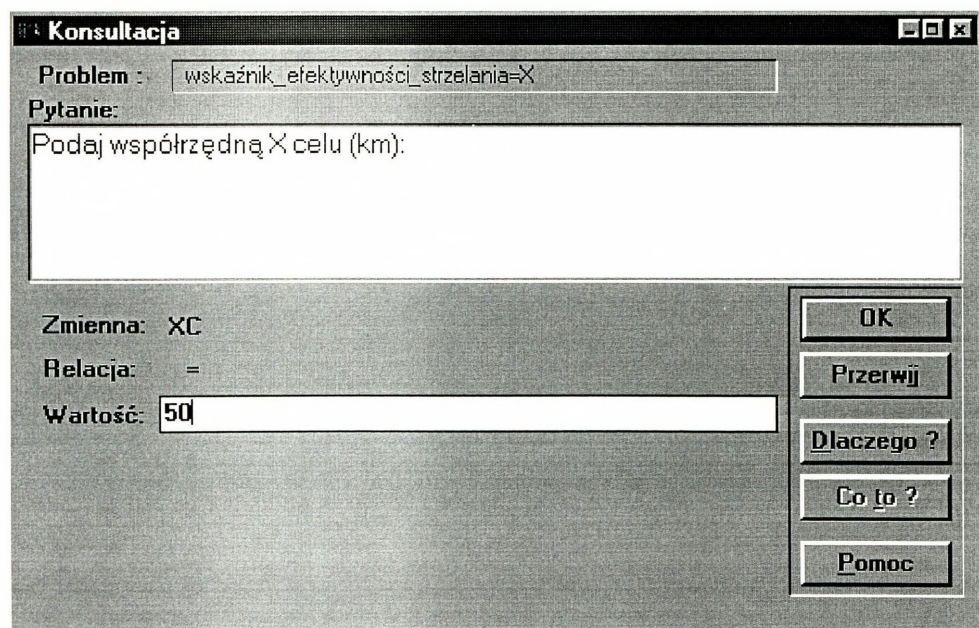 Konsultacja
Problem : wskaźnik_efektywności_strzelania=X
Pytanie:
Podaj współrzędną X celu (km):
Zmienna: XC
Relacja: =
Wartość: 50
OK
Przerwij
Dlaczego ?
Co to ?
Pomoc